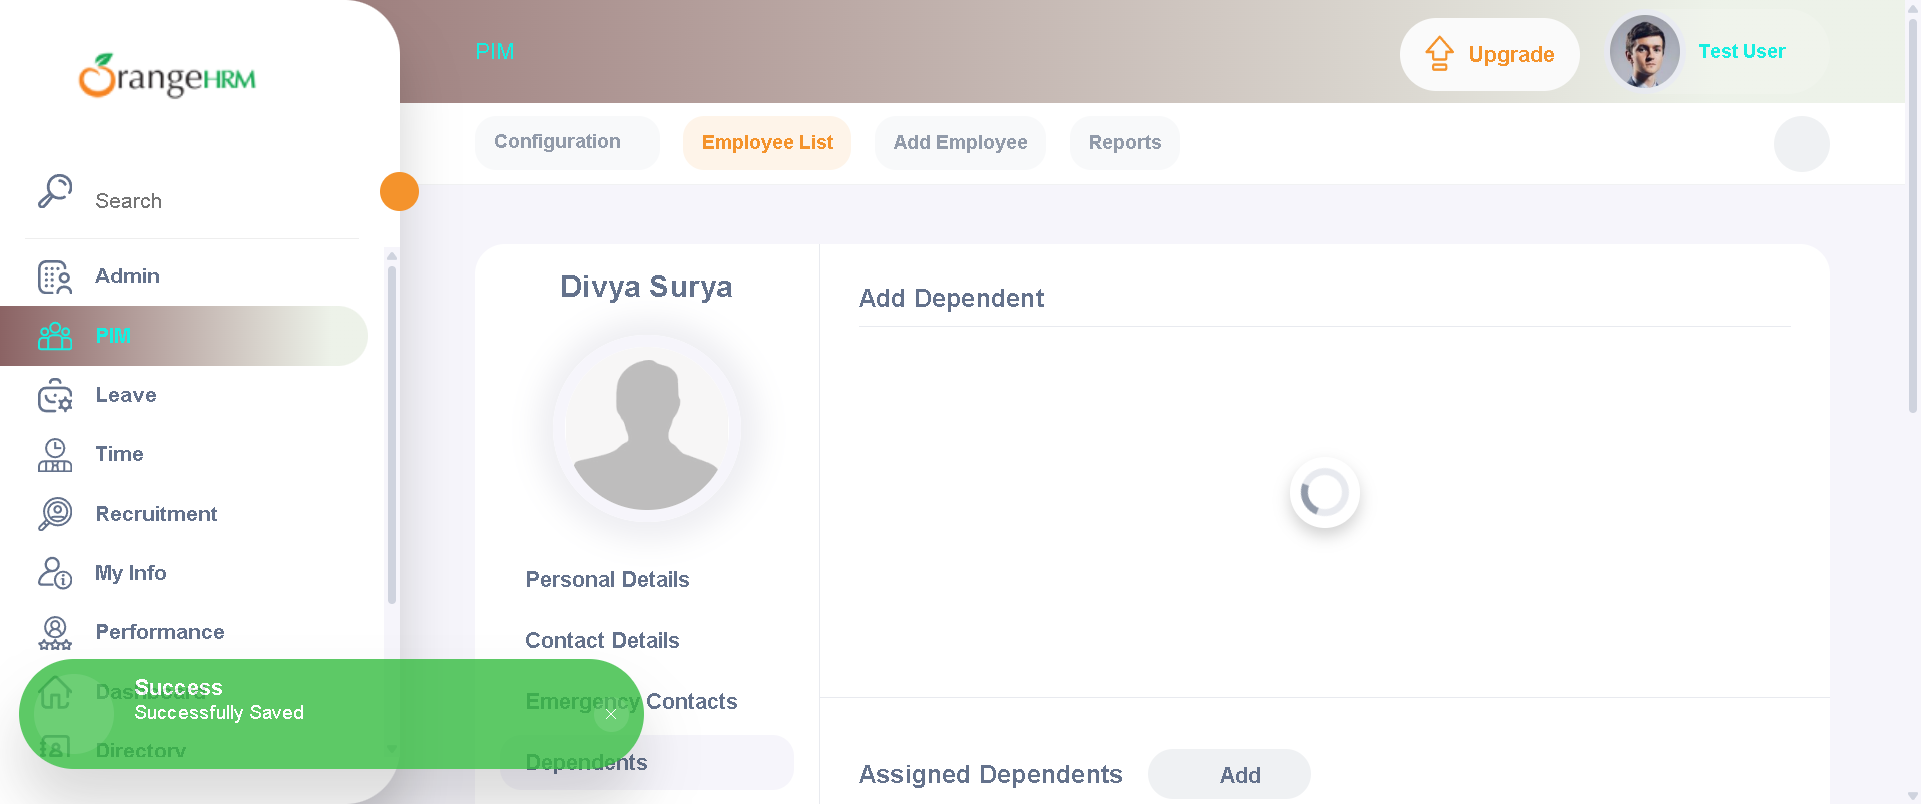 OrangeHRM
PIM
Upgrade
Test User
Configuration
Employee List
Add Employee
Reports
Search
Admin
PIM
Leave
Time
Recruitment
My Info
Performance
Dashboard
Directory
Success
Successfully Saved
Divya Surya
Personal Details
Contact Details
Emergency Contacts
Dependents
Add Dependent
Assigned Dependents
Add